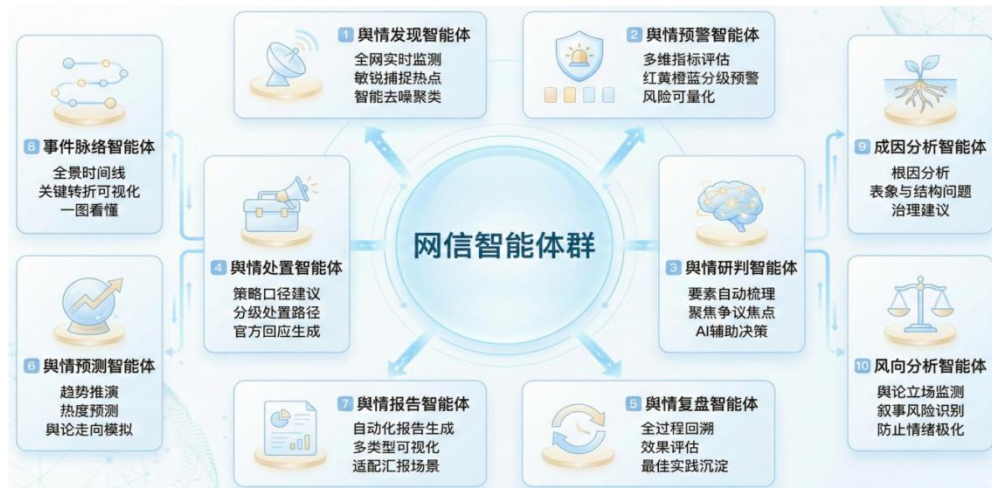 1 舆情发现智能体
全网实时监测
敏锐捕捉热点
智能去噪聚类
2 舆情预警智能体
多维指标评估
红黄橙蓝分级预警
风险可量化
8 事件脉络智能体
全景时间线
关键转折可视化
一图看懂
4 舆情处置智能体
策略口径建议
分级处置路径
官方回应生成
网信智能体群
3 舆情研判智能体
要素自动梳理
聚焦争议焦点
AI辅助决策
9 成因分析智能体
根因分析
表象与结构问题
治理建议
6 舆情预测智能体
趋势推演
热度预测
舆论走向模拟
7 舆情报告智能体
自动化报告生成
多类型可视化
适配汇报场景
5 舆情复盘智能体
全过程回溯
效果评估
最佳实践沉淀
10 风向分析智能体
舆论立场监测
叙事风险识别
防止情绪极化